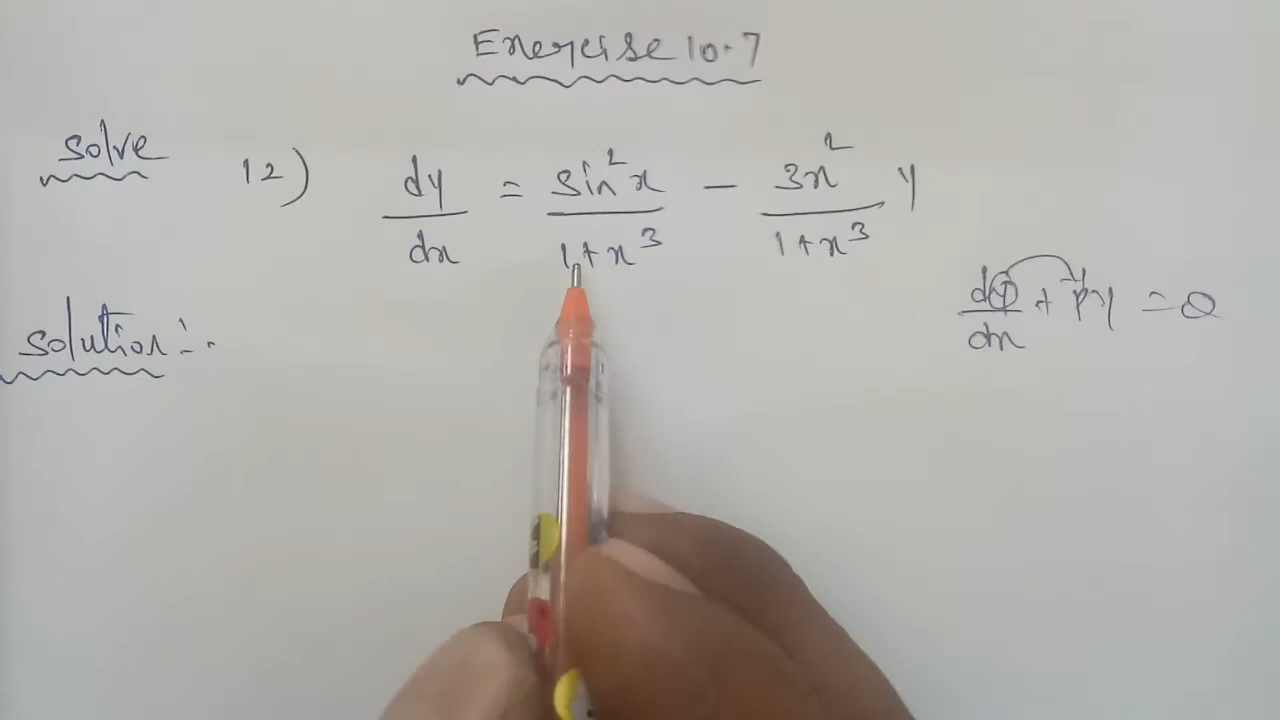 Exercise 10.7
Solve 12) dy/dx = sin²x/1+x³ - 3x²/1+x³ y
dy/dx + Py = Q
Solution:-